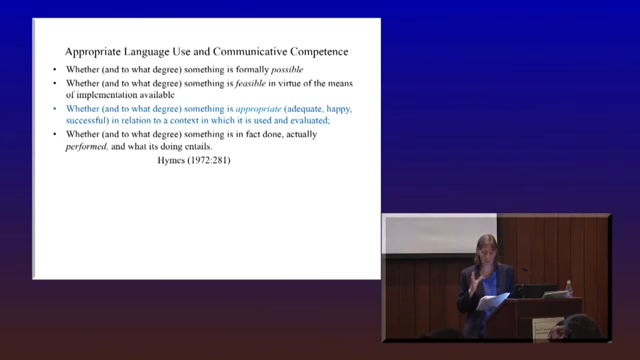 Appropriate Language Use and Communicative Competence
• Whether (and to what degree) something is formally possible
• Whether (and to what degree) something is feasible in virtue of the means
of implementation available
• Whether (and to what degree) something is appropriate (adequate, happy,
successful) in relation to a context in which it is used and evaluated;
• Whether (and to what degree) something is in fact done, actually
performed, and what its doing entails.
Hymes (1972:281)